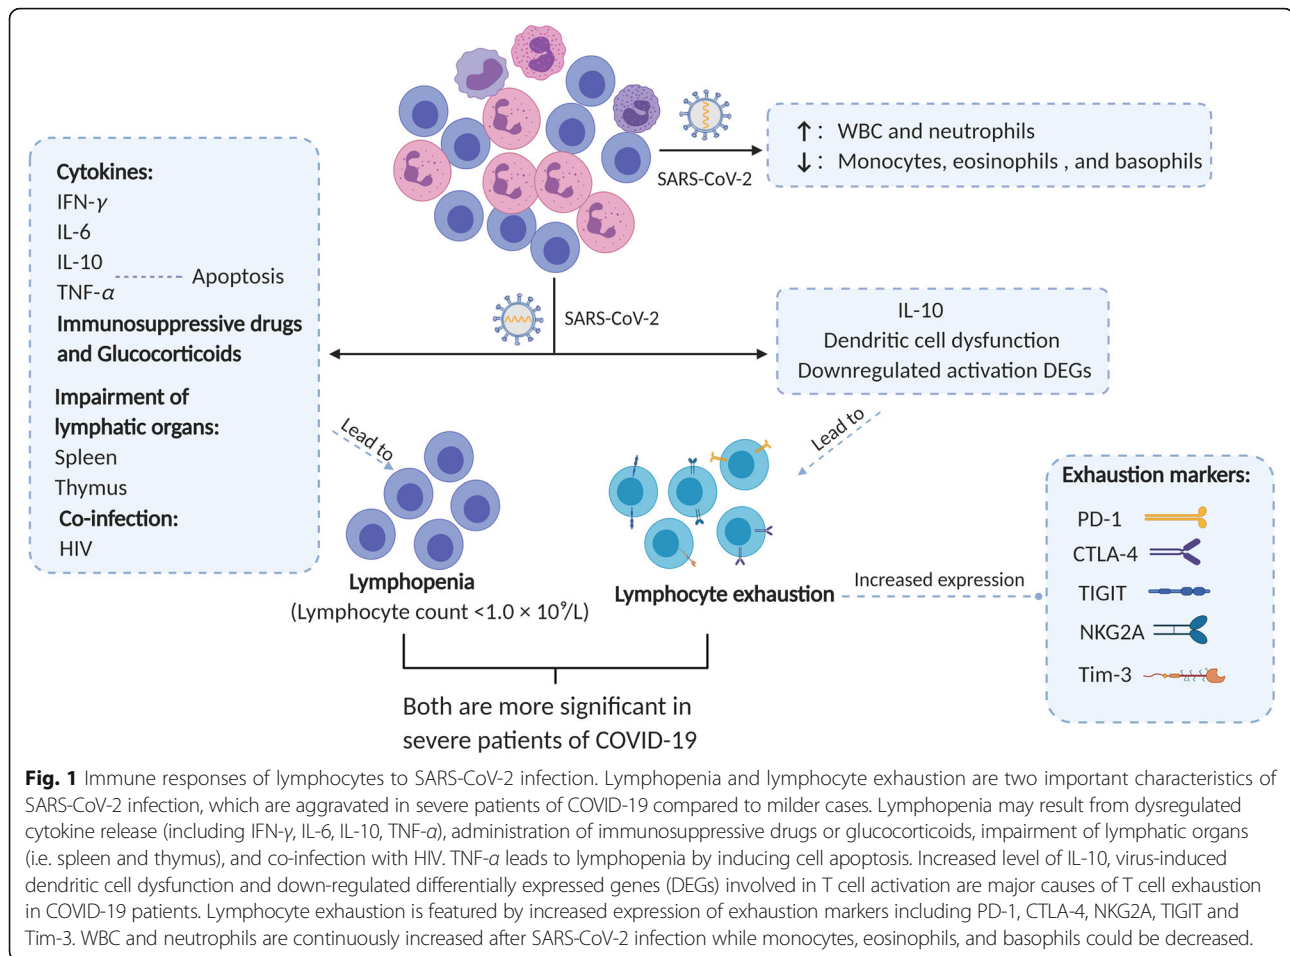 SARS-CoV-2
↑: WBC and neutrophils
↓: Monocytes, eosinophils , and basophils
Cytokines:
IFN-γ
IL-6
IL-10
TNF-α
Apoptosis
Immunosuppressive drugs
and Glucocorticoids
Impairment of
lymphatic organs:
Spleen
Thymus
Co-infection:
HIV
SARS-CoV-2
IL-10
Dendritic cell dysfunction
Downregulated activation DEGs
Lead to
Lead to
Lymphopenia
(Lymphocyte count <1.0 × 10⁹/L)
Lymphocyte exhaustion
Increased expression
Exhaustion markers:
PD-1
CTLA-4
TIGIT
NKG2A
Tim-3
Both are more significant in
severe patients of COVID-19
Fig. 1 Immune responses of lymphocytes to SARS-CoV-2 infection. Lymphopenia and lymphocyte exhaustion are two important characteristics of
SARS-CoV-2 infection, which are aggravated in severe patients of COVID-19 compared to milder cases. Lymphopenia may result from dysregulated
cytokine release (including IFN-γ, IL-6, IL-10, TNF-α), administration of immunosuppressive drugs or glucocorticoids, impairment of lymphatic organs
(i.e. spleen and thymus), and co-infection with HIV. TNF-α leads to lymphopenia by inducing cell apoptosis. Increased level of IL-10, virus-induced
dendritic cell dysfunction and down-regulated differentially expressed genes (DEGs) involved in T cell activation are major causes of T cell exhaustion
in COVID-19 patients. Lymphocyte exhaustion is featured by increased expression of exhaustion markers including PD-1, CTLA-4, NKG2A, TIGIT and
Tim-3. WBC and neutrophils are continuously increased after SARS-CoV-2 infection while monocytes, eosinophils, and basophils could be decreased.